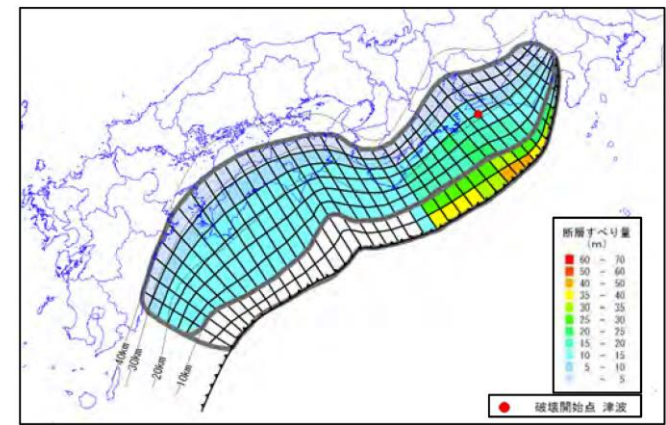 40km
30km
20km
10km
断層すべり量
(m)
60 ～ 70
50 ～ 60
40 ～ 50
35 ～ 40
30 ～ 35
25 ～ 30
20 ～ 25
15 ～ 20
10 ～ 15
5 ～ 10
～ 5
破壊開始点 津波